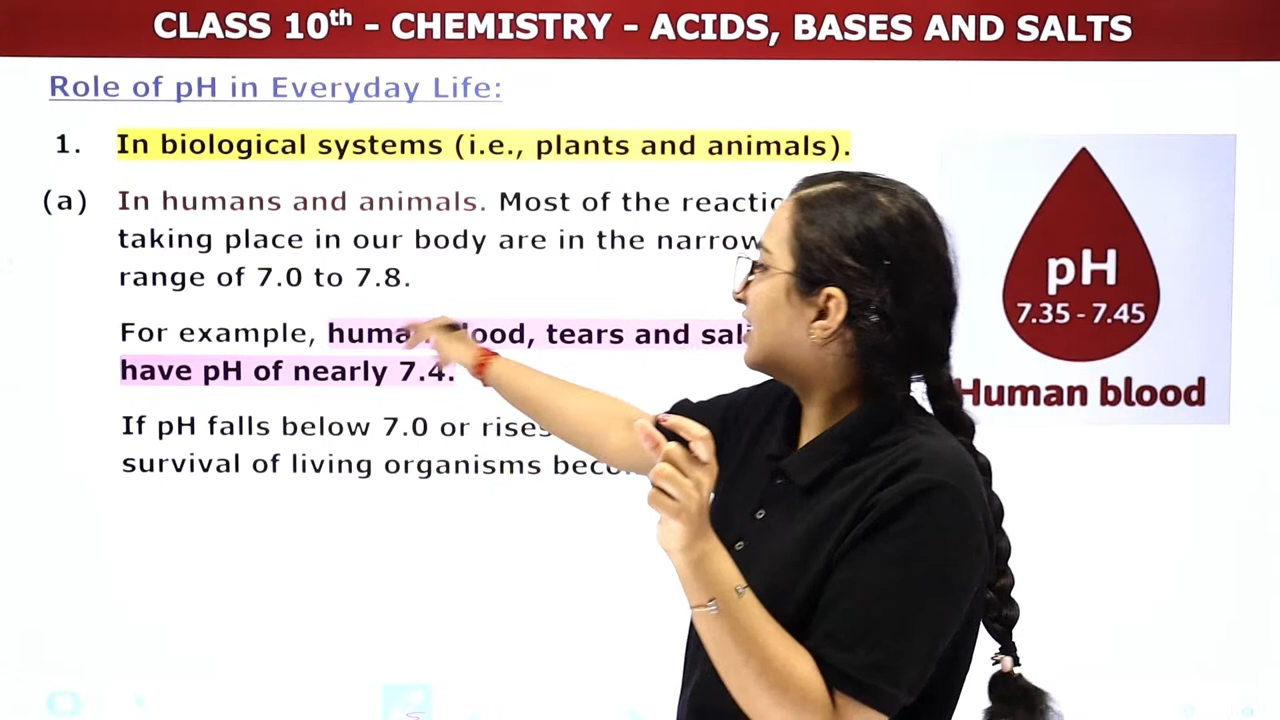 CLASS 10th - CHEMISTRY - ACIDS, BASES AND SALTS
Role of pH in Everyday Life:
1. In biological systems (i.e., plants and animals).
(a) In humans and animals. Most of the
taking place in our body are in the narrow
range of 7.0 to 7.8.
For example, human blood, tears and
have pH of nearly 7.4.
If pH falls below 7.0 or rises
survival of living organisms
pH
7.35 - 7.45
Human blood